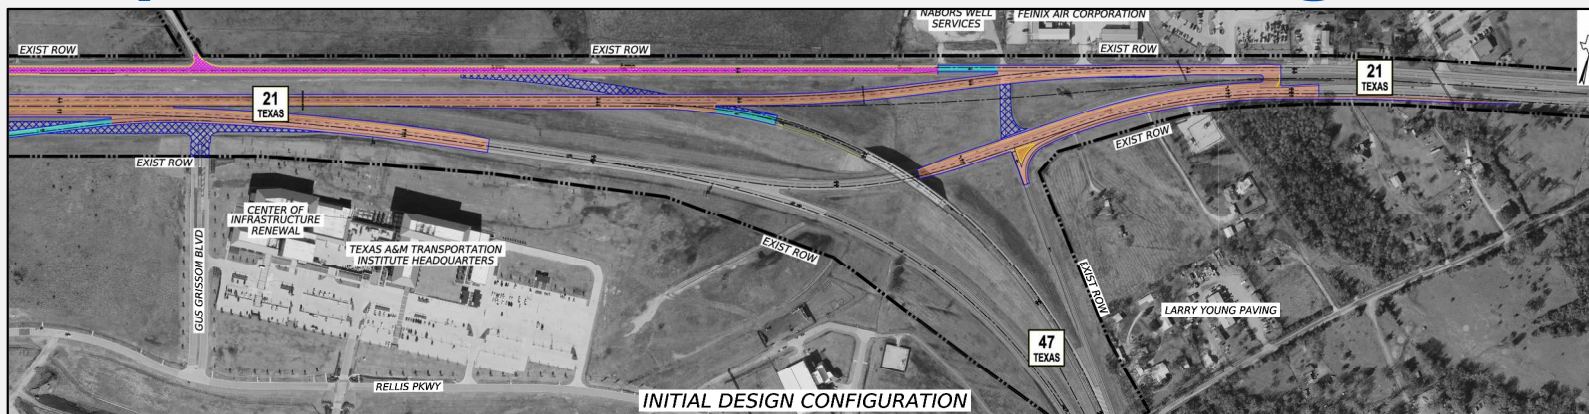 NABORS WELL
SERVICES
FEINIX AIR CORPORATION
EXIST ROW
EXIST ROW
EXIST ROW
21
TEXAS
21
TEXAS
EXIST ROW
EXIST ROW
CENTER OF
INFRASTRUCTURE
RENEWAL
TEXAS A&M TRANSPORTATION
INSTITUTE HEADQUARTERS
GUS GRISSOM BLVD
EXIST ROW
EXIST ROW
LARRY YOUNG PAVING
47
TEXAS
RELLIS PKWY
INITIAL DESIGN CONFIGURATION